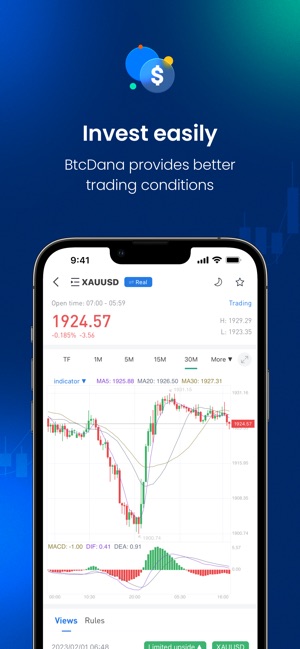 $
Invest easily
BtcDana provides better
trading conditions
9:41
XAUUSD Real
Open time: 07:00 - 05:59 Trading
1924.57 H: 1929.29
-0.185% -3.56 L: 1923.35
TF 1M 5M 15M 30M More ▼
indicator ▼ MA5: 1925.88 MA20: 1926.50 MA30: 1927.31
1924.57
MACD: -1.00 DIF: 0.41 DEA: 0.91
Views Rules
2023/02/01 06:48 Limited upside ▲ XAUUSD